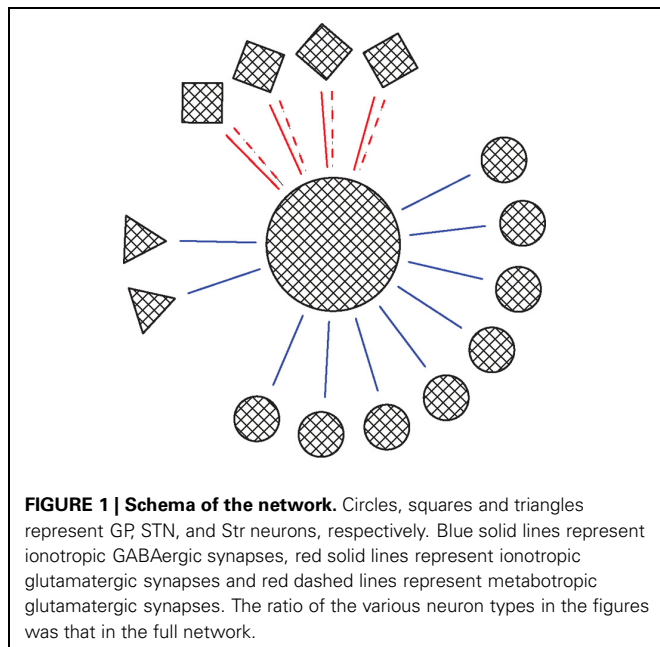 FIGURE 1 | Schema of the network. Circles, squares and triangles
represent GP, STN, and Str neurons, respectively. Blue solid lines represent
ionotropic GABAergic synapses, red solid lines represent ionotropic
glutamatergic synapses and red dashed lines represent metabotropic
glutamatergic synapses. The ratio of the various neuron types in the figures
was that in the full network.